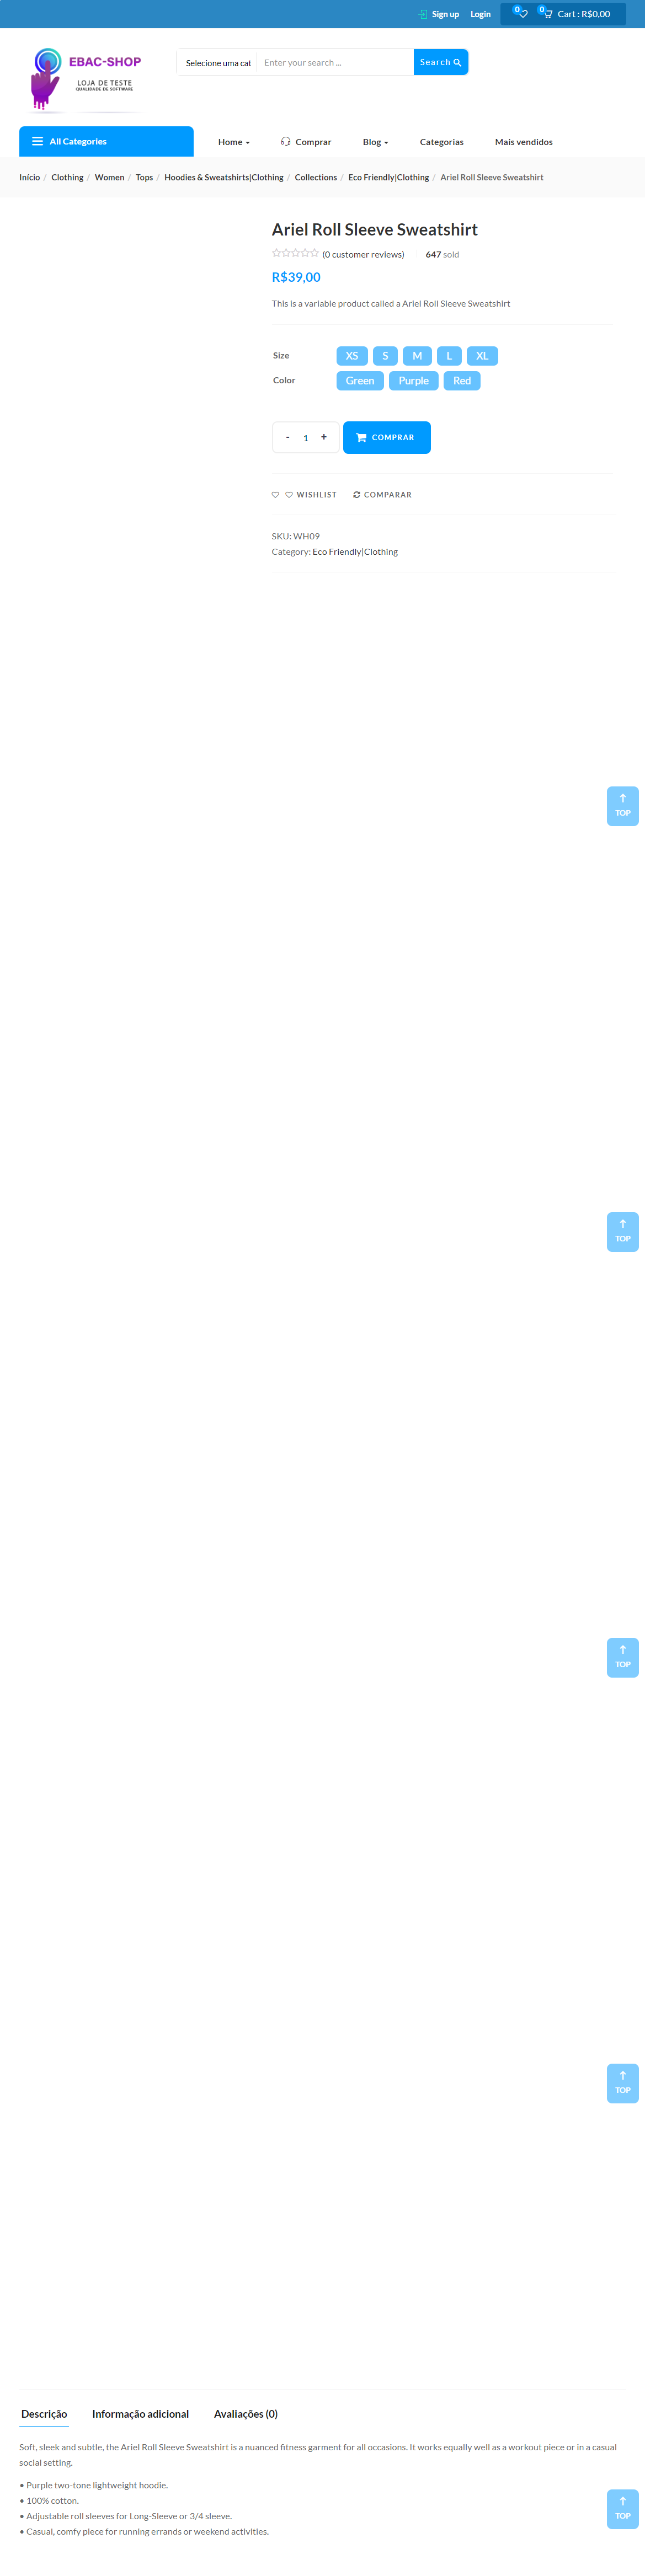 Sign up Login 0 0 Cart : R$0,00
EBAC-SHOP
LOJA DE TESTE
QUALIDADE DE SOFTWARE
Selecione uma cat Enter your search ... Search
All Categories Home Comprar Blog Categorias Mais vendidos
Início / Clothing / Women / Tops / Hoodies & Sweatshirts|Clothing / Collections / Eco Friendly|Clothing / Ariel Roll Sleeve Sweatshirt
Ariel Roll Sleeve Sweatshirt
(0 customer reviews) 647 sold
R$39,00
This is a variable product called a Ariel Roll Sleeve Sweatshirt
Size XS S M L XL
Color Green Purple Red
- 1 + COMPRAR
WISHLIST COMPARAR
SKU: WH09
Category: Eco Friendly|Clothing
TOP
TOP
TOP
TOP
Descrição Informação adicional Avaliações (0)
Soft, sleek and subtle, the Ariel Roll Sleeve Sweatshirt is a nuanced fitness garment for all occasions. It works equally well as a workout piece or in a casual
social setting.
• Purple two-tone lightweight hoodie.
• 100% cotton.
• Adjustable roll sleeves for Long-Sleeve or 3/4 sleeve.
TOP
• Casual, comfy piece for running errands or weekend activities.